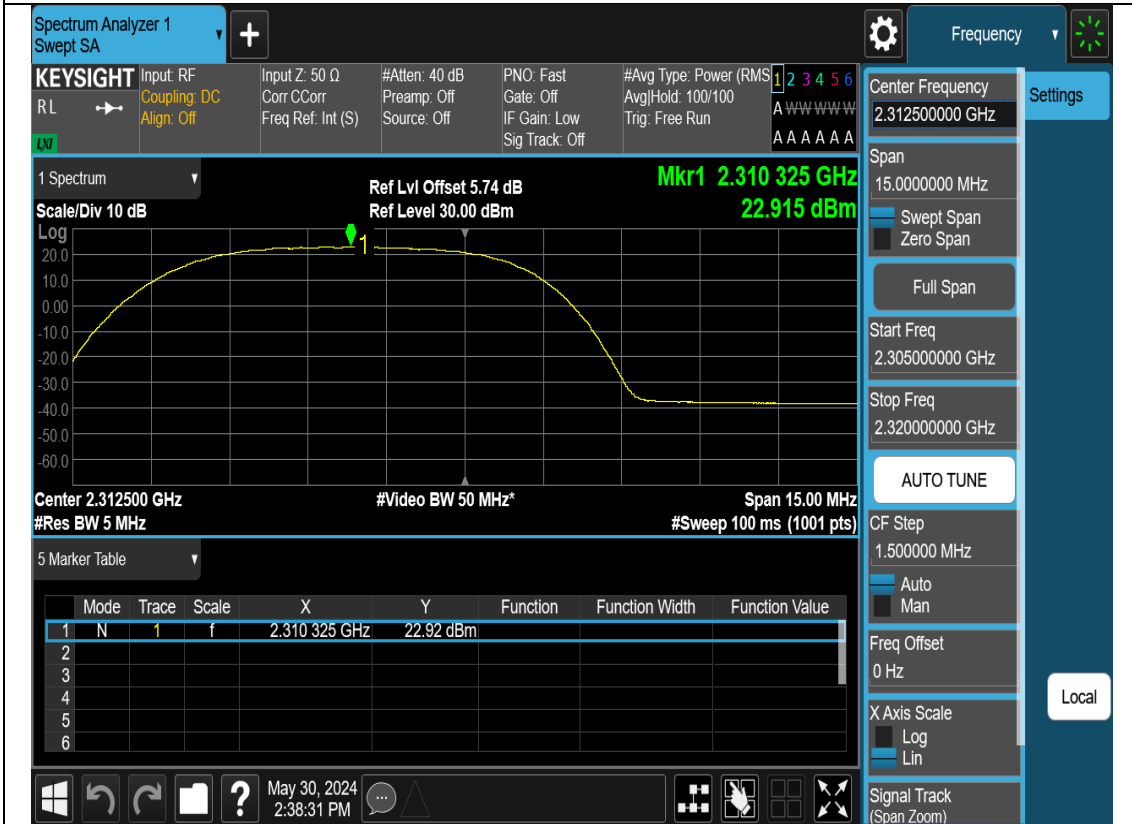 Spectrum Analyzer 1
Swept SA
+
Frequency
KEYSIGHT
RL
LXI
Input: RF
Coupling: DC
Align: Off
Input Z: 50 Ω
Corr CCorr
Freq Ref: Int (S)
#Atten: 40 dB
Preamp: Off
Source: Off
PNO: Fast
Gate: Off
IF Gain: Low
Sig Track: Off
#Avg Type: Power (RMS
Avg|Hold: 100/100
Trig: Free Run
1 2 3 4 5 6
A W W W W W
A A A A A A
1 Spectrum
Scale/Div 10 dB
Ref Lvl Offset 5.74 dB
Ref Level 30.00 dBm
Mkr1 2.310 325 GHz
22.915 dBm
Log
1
20.0
10.0
0.00
-10.0
-20.0
-30.0
-40.0
-50.0
-60.0
Center 2.312500 GHz
#Video BW 50 MHz*
Span 15.00 MHz
#Res BW 5 MHz
#Sweep 100 ms (1001 pts)
5 Marker Table
Mode Trace Scale X Y Function Function Width Function Value
1 N 1 f 2.310 325 GHz 22.92 dBm
2
3
4
5
6
?
May 30, 2024
2:38:31 PM
Center Frequency
2.312500000 GHz
Span
15.0000000 MHz
Swept Span
Zero Span
Full Span
Start Freq
2.305000000 GHz
Stop Freq
2.320000000 GHz
AUTO TUNE
CF Step
1.500000 MHz
Auto
Man
Freq Offset
0 Hz
X Axis Scale
Log
Lin
Signal Track
(Span Zoom)
Settings
Local